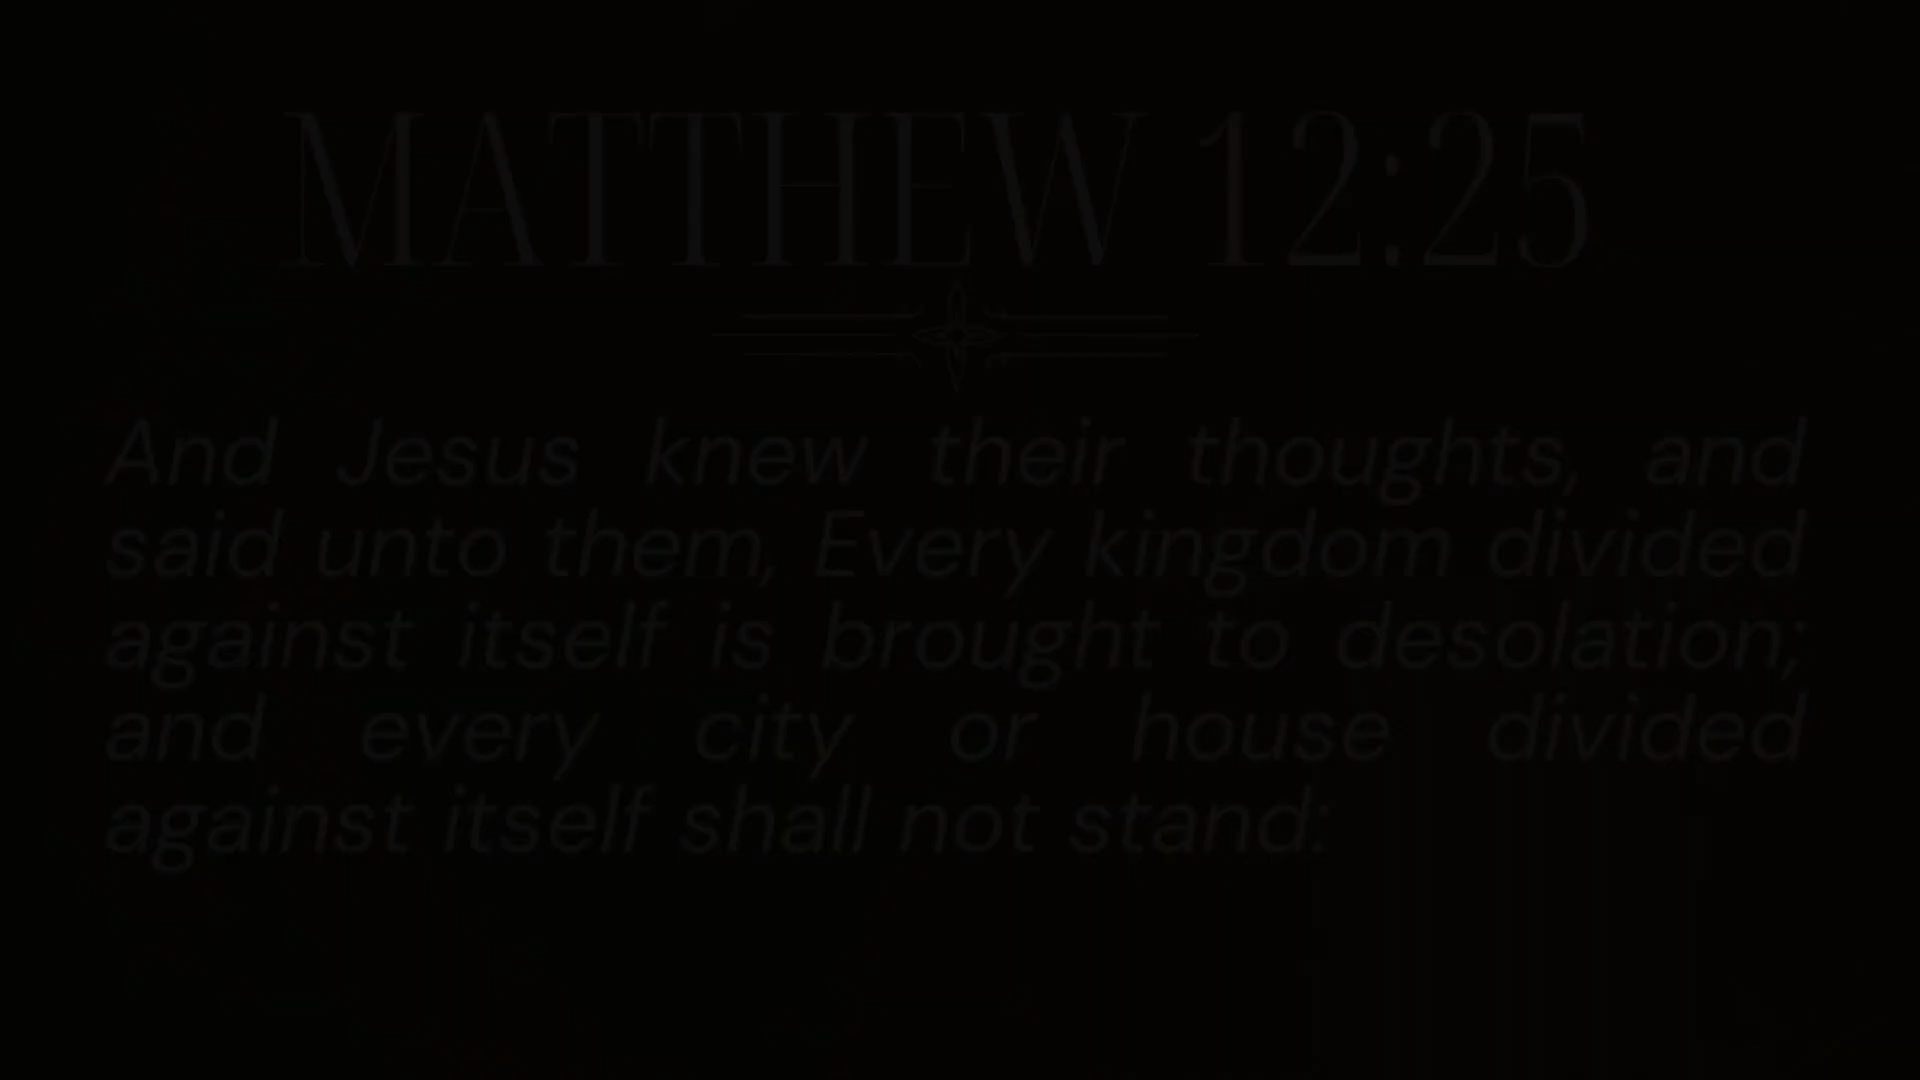 MATTHEW 12:25
And Jesus knew their thoughts, and
said unto them, Every kingdom divided
against itself is brought to desolation;
and every city or house divided
against itself shall not stand: